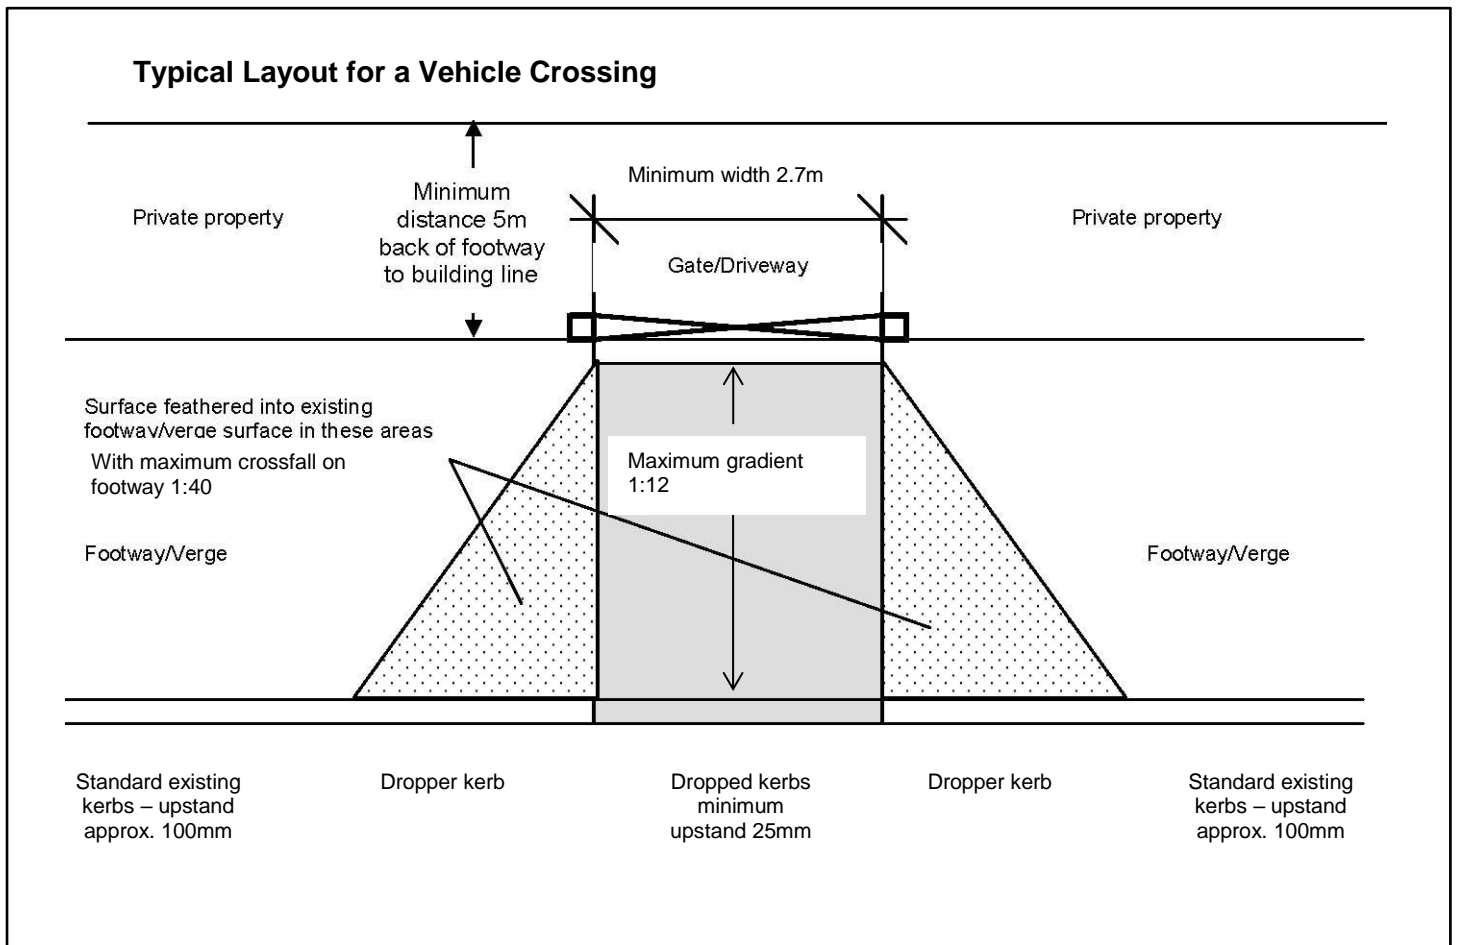 Typical Layout for a Vehicle Crossing
Minimum width 2.7m
Minimum
distance 5m
back of footway
to building line
Private property
Private property
Gate/Driveway
Surface feathered into existing
footway/verge surface in these areas
With maximum crossfall on
footway 1:40
Maximum gradient
1:12
Footway/Verge
Footway/Verge
Standard existing
kerbs – upstand
approx. 100mm
Dropper kerb
Dropped kerbs
minimum
upstand 25mm
Dropper kerb
Standard existing
kerbs – upstand
approx. 100mm